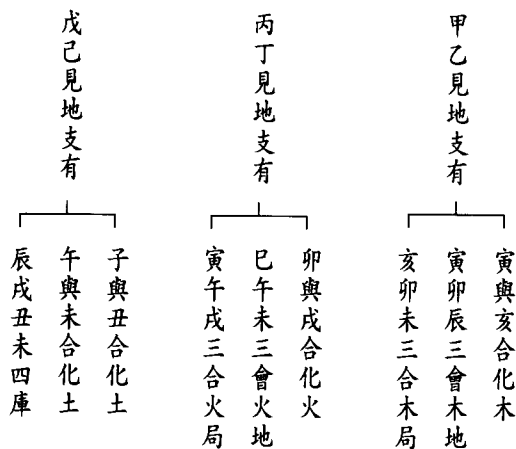 甲乙見地支有
寅與亥合化木
寅卯辰三會木地
亥卯未三合木局
丙丁見地支有
卯與戌合化火
巳午未三會火地
寅午戌三合火局
戊己見地支有
子與丑合化土
午與未合化土
辰戌丑未四庫